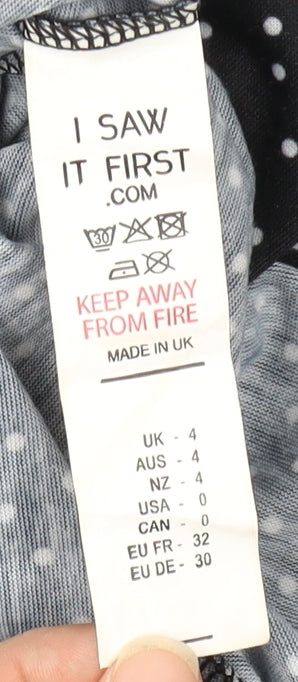 I SAW
IT FIRST
.COM
30
KEEP AWAY
FROM FIRE
MADE IN UK
UK - 4
AUS - 4
NZ - 4
USA - 0
CAN - 0
EU FR - 32
EU DE - 30